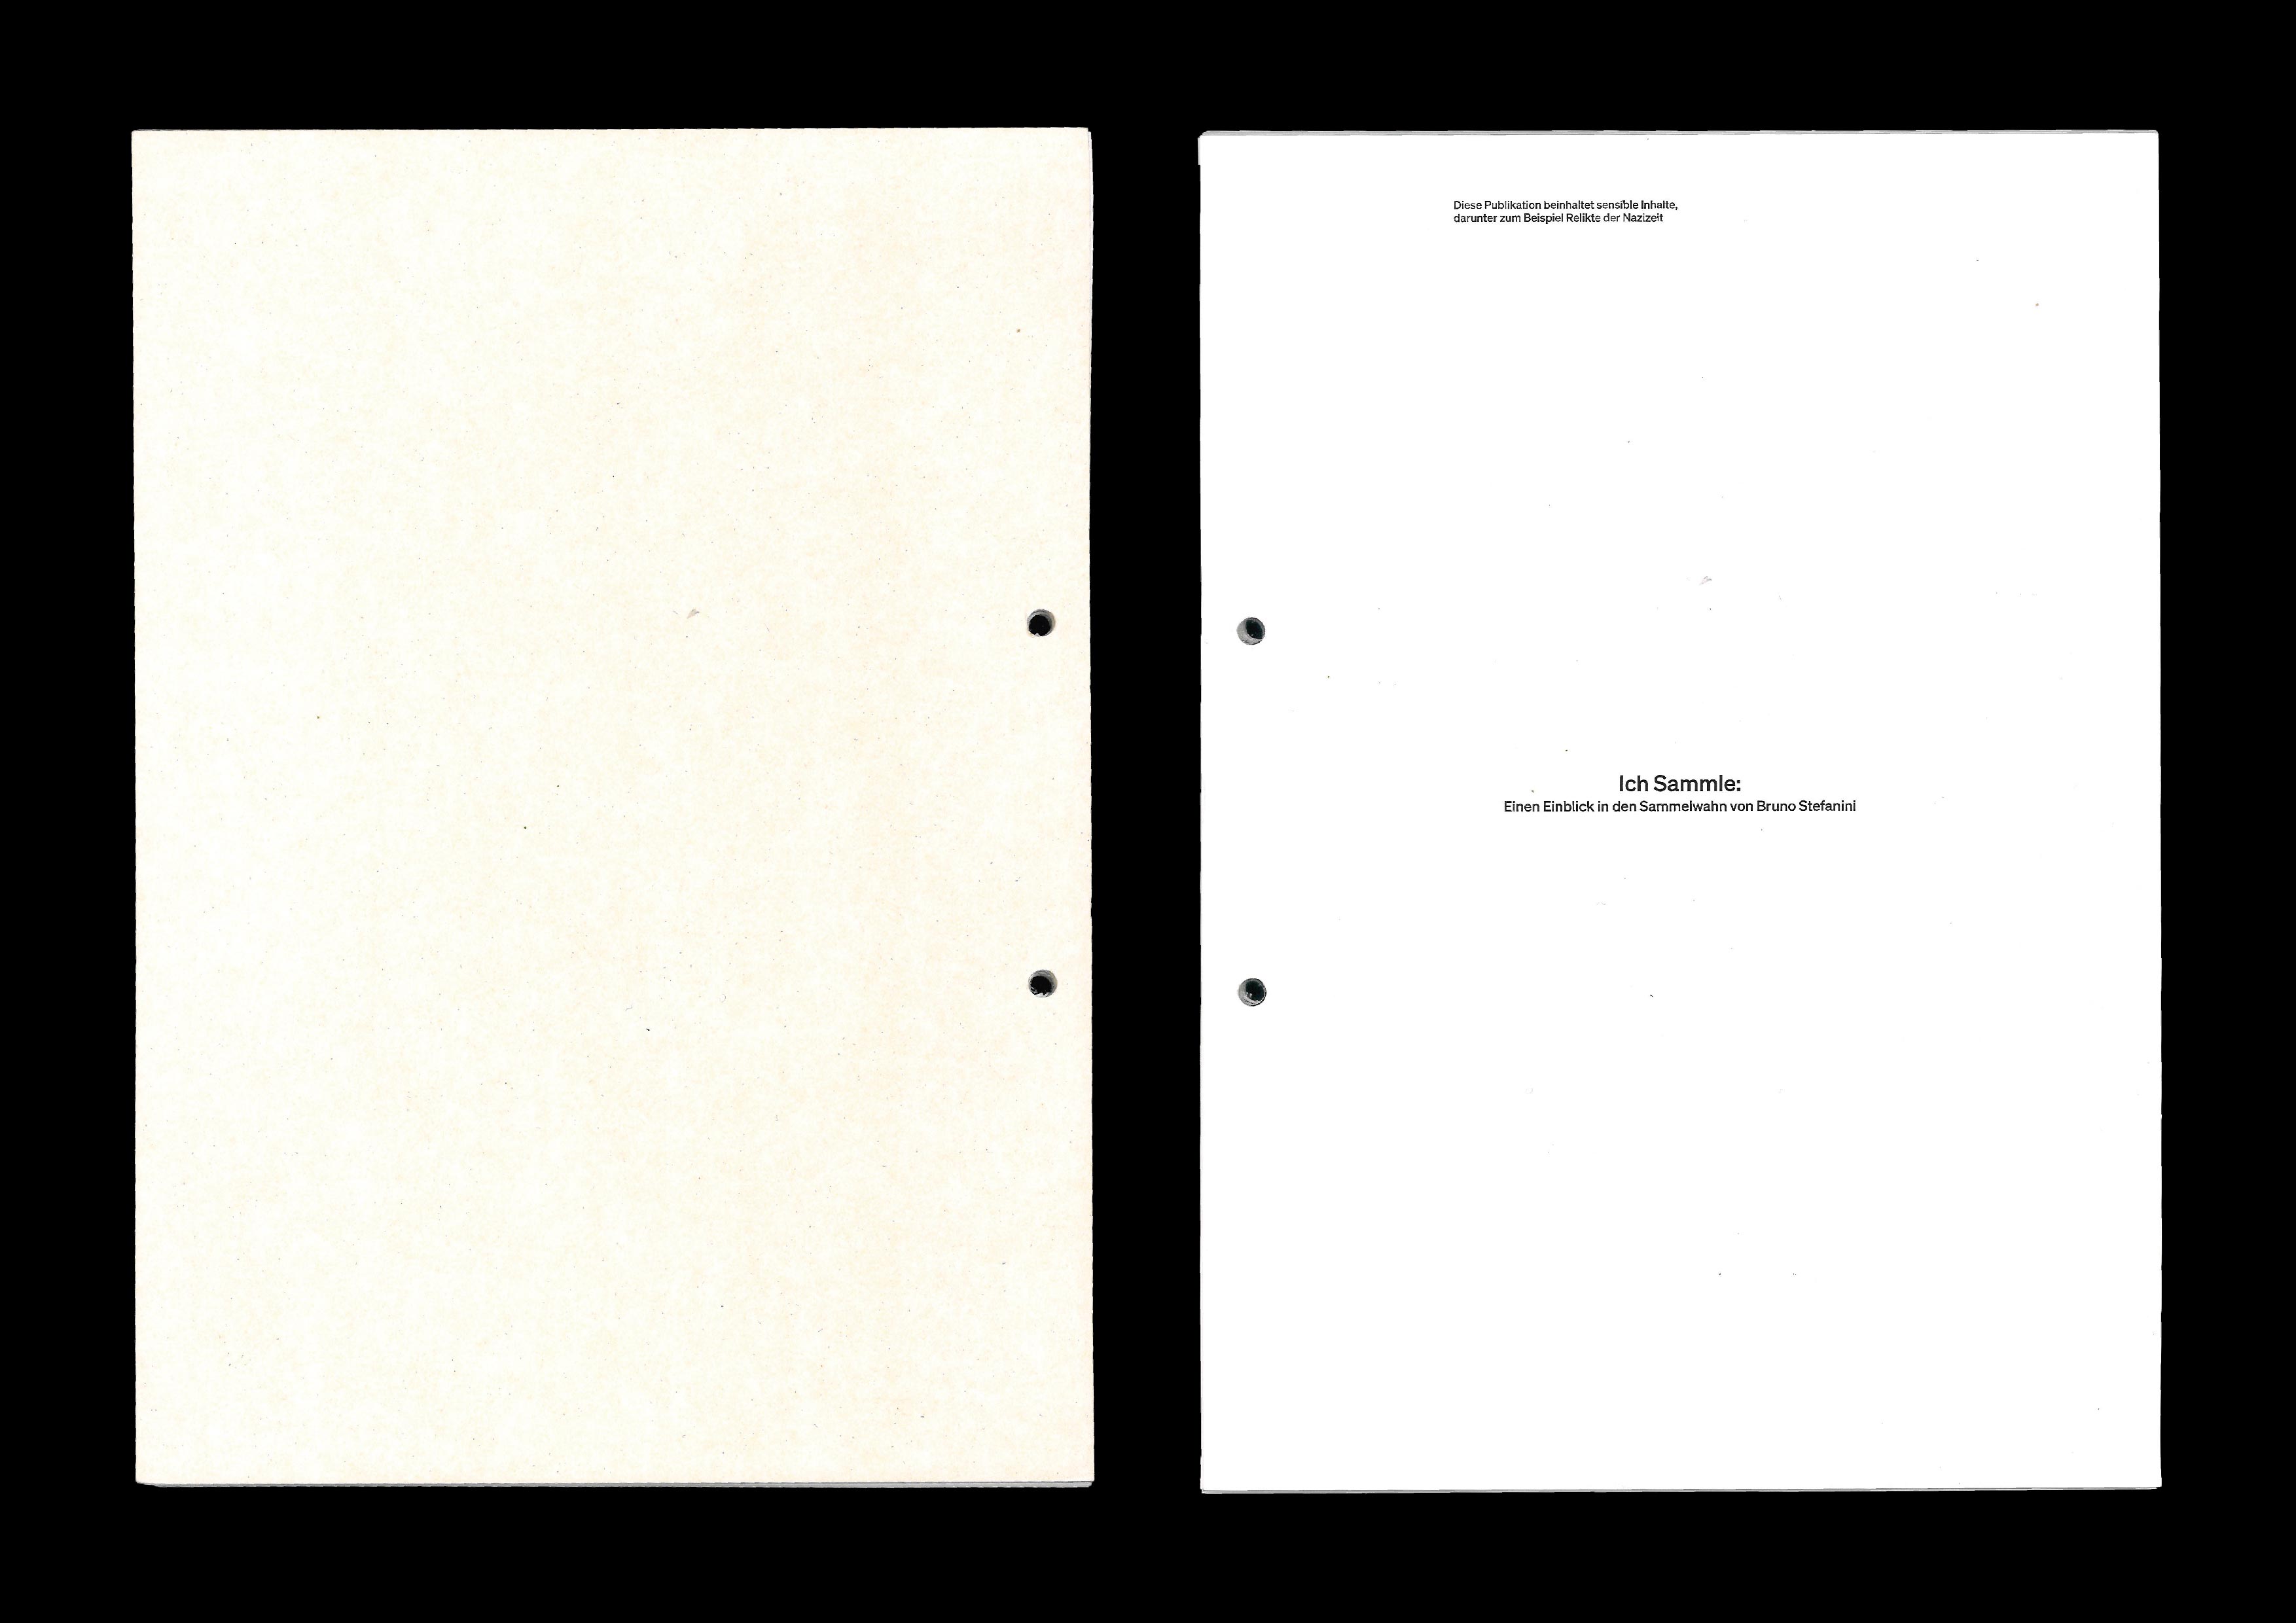 Diese Publikation beinhaltet sensible Inhalte,
darunter zum Beispiel Relikte der Nazizeit
Ich Sammle:
Einen Einblick in den Sammelwahn von Bruno Stefanini